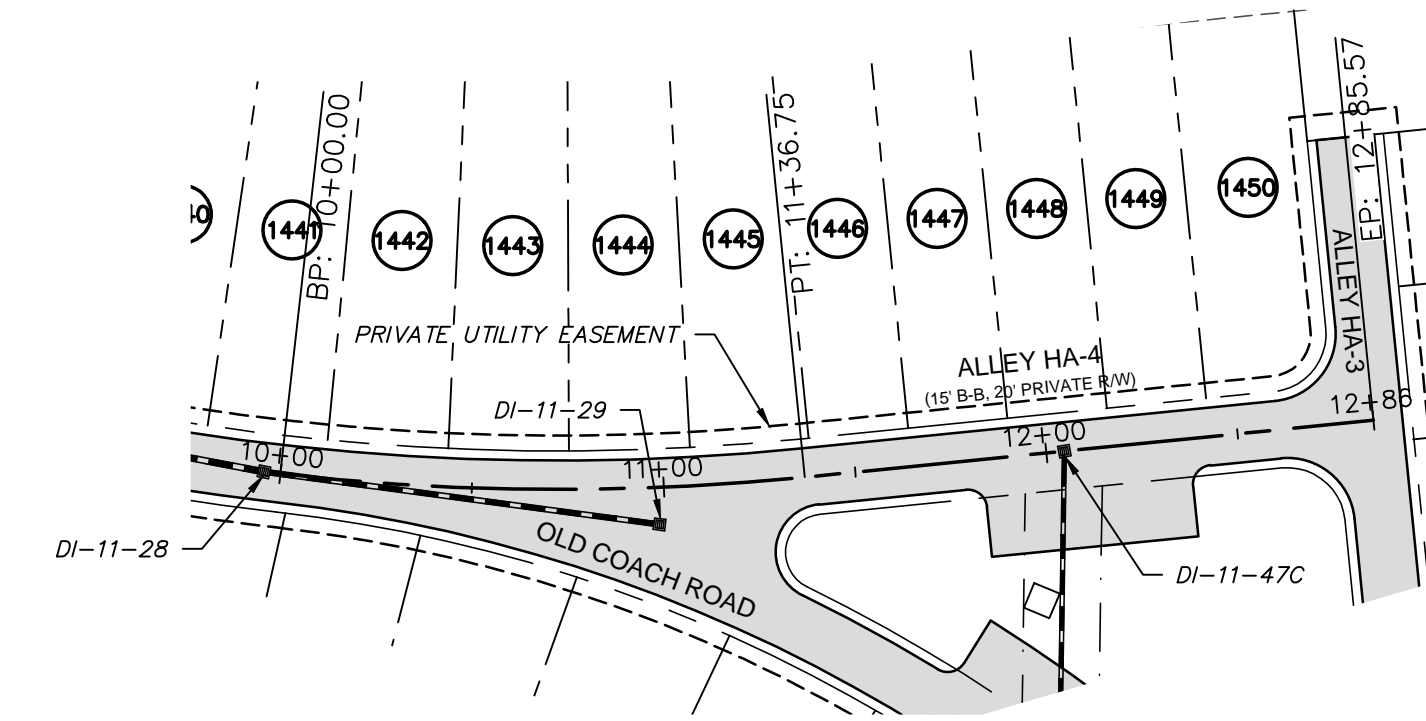 BP: 10+00.00
PT: 11+36.75
EP: 12+85.57
40
1441
1442
1443
1444
1445
1446
1447
1448
1449
1450
PRIVATE UTILITY EASEMENT
ALLEY HA-3
ALLEY HA-4
(15' B-B, 20' PRIVATE R/W)
DI-11-29
12+86
12+00
10+00
11+00
OLD COACH ROAD
DI-11-28
DI-11-47C